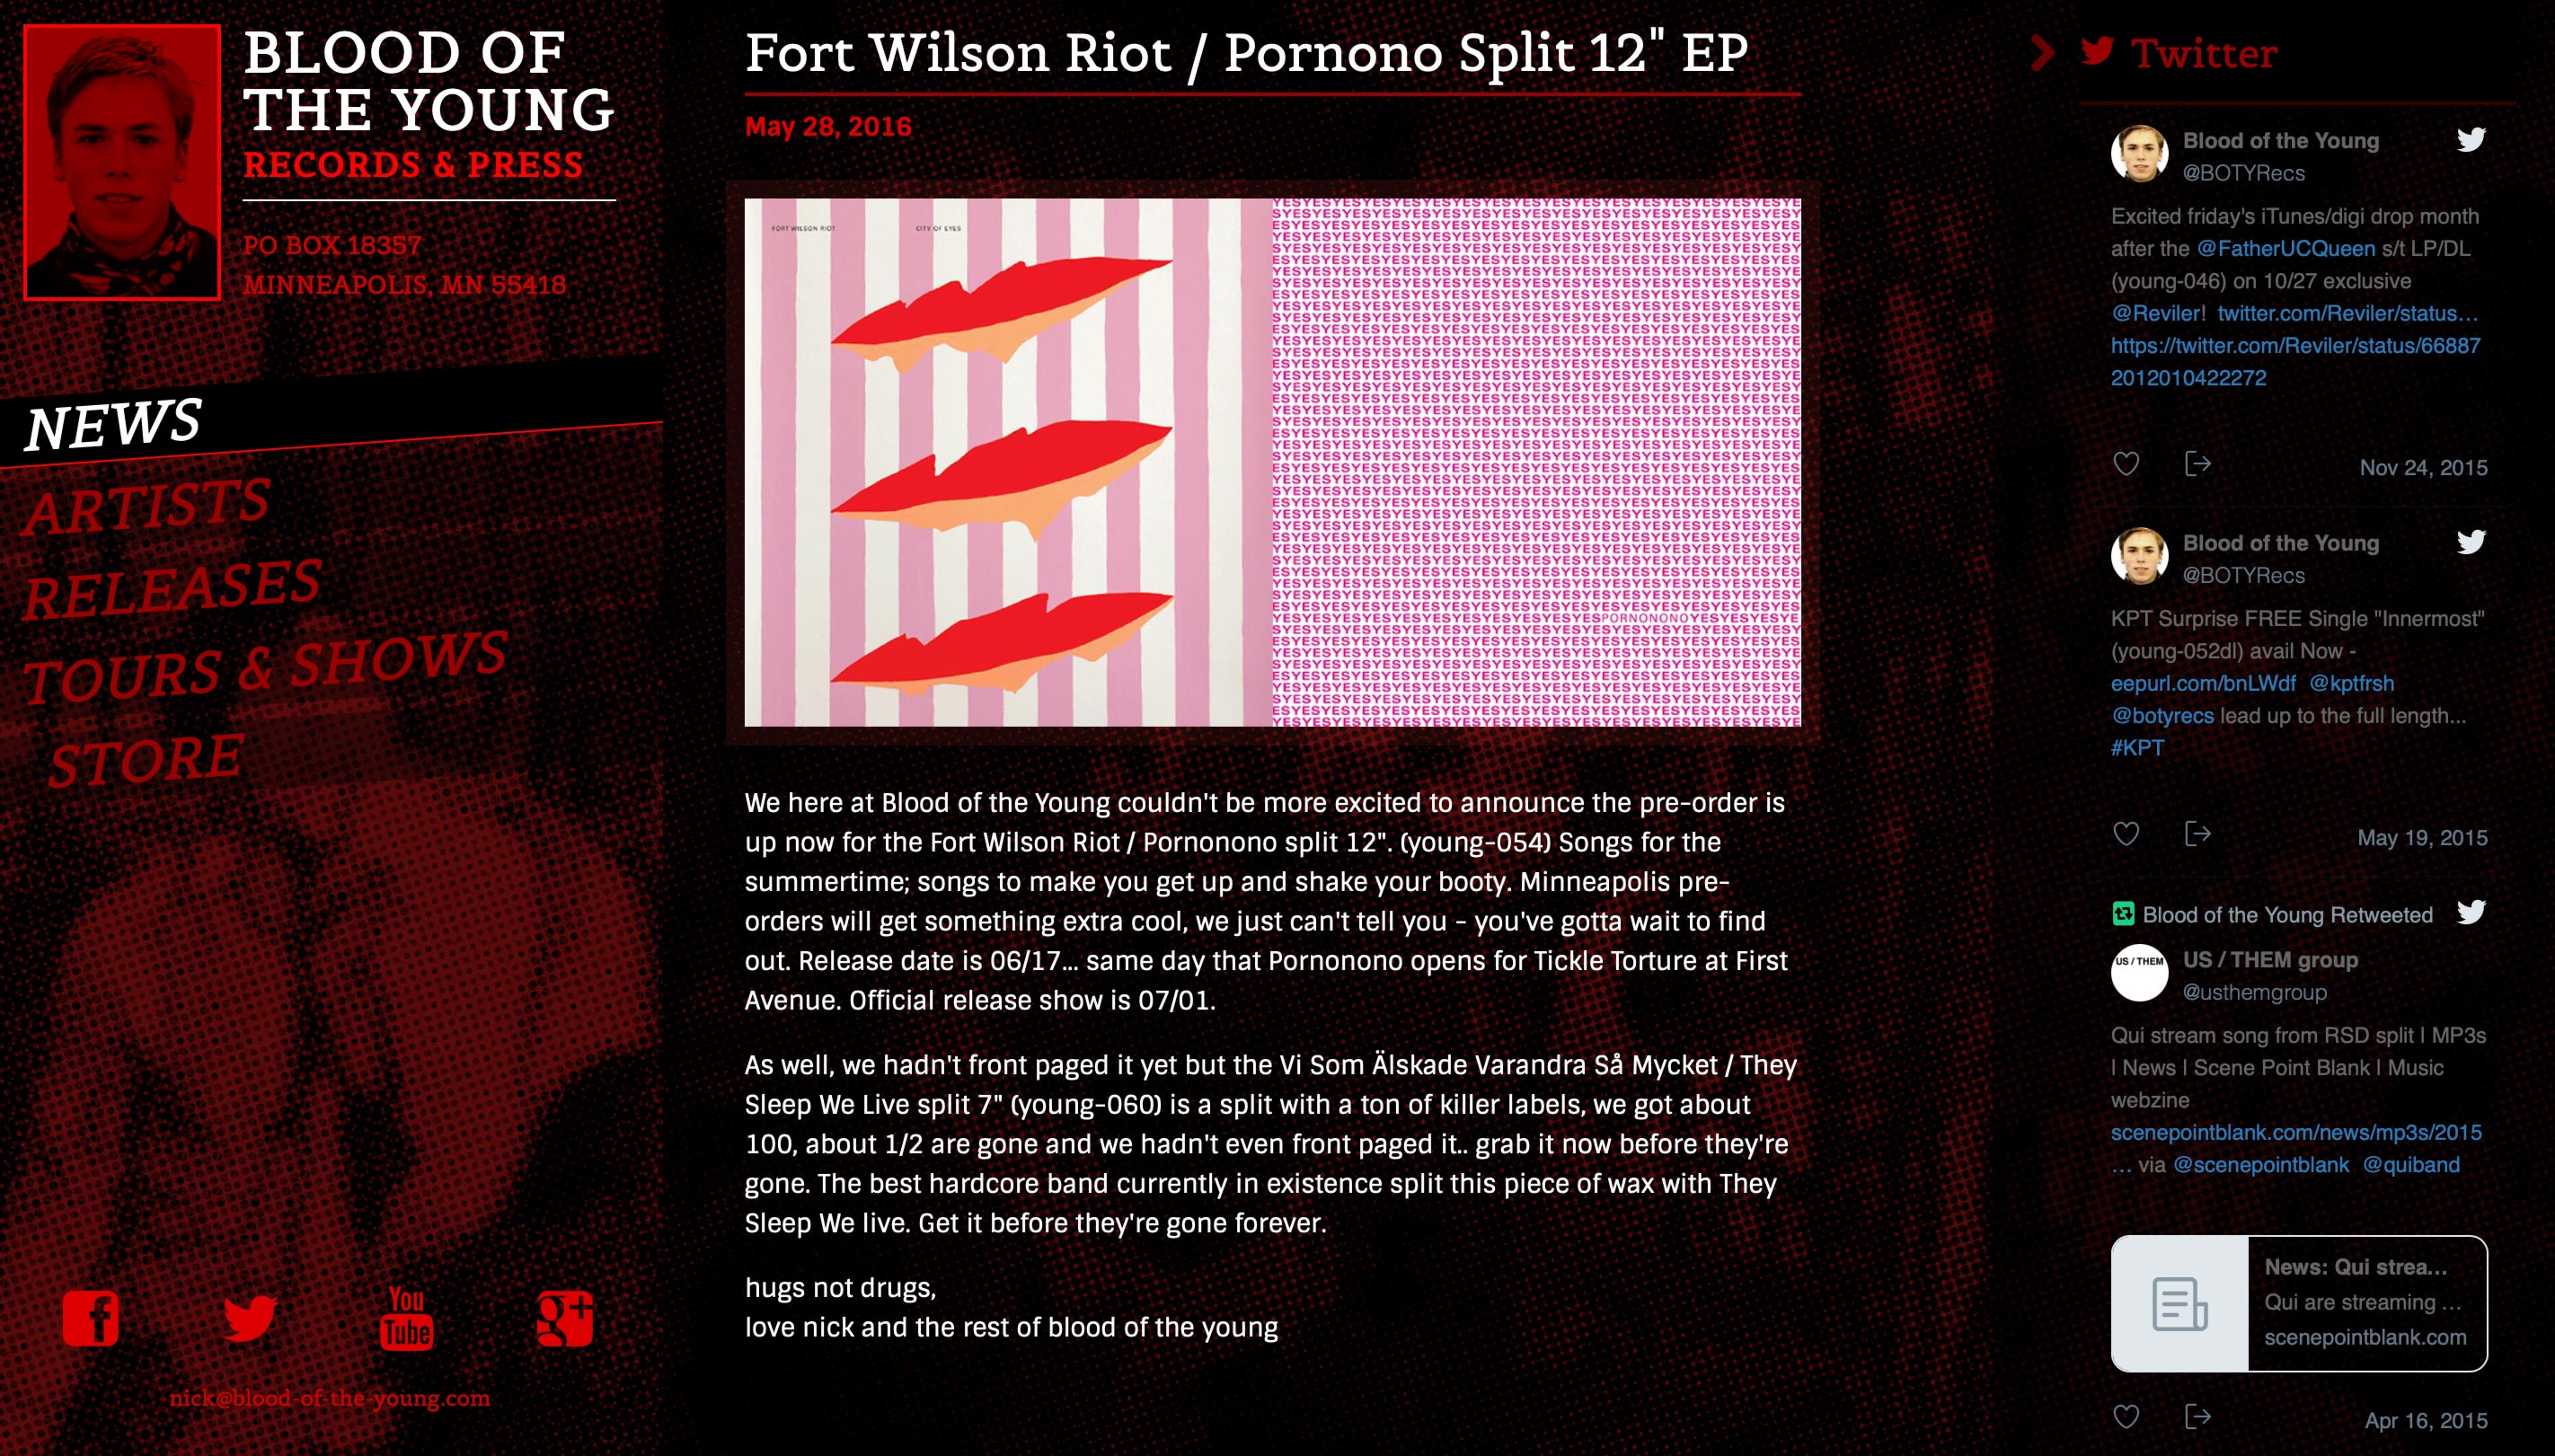 BLOOD OF
THE YOUNG
RECORDS & PRESS
PO BOX 18357
MINNEAPOLIS, MN 55418
NEWS
ARTISTS
RELEASES
TOURS & SHOWS
STORE
You
Tube
g+
nick@blood-of-the-young.com
Fort Wilson Riot / Pornono Split 12" EP
May 28, 2016
FORT WILSON RIOT
CITY OF EYES
PORNONONO
We here at Blood of the Young couldn't be more excited to announce the pre-order is
up now for the Fort Wilson Riot / Pornonono split 12". (young-054) Songs for the
summertime; songs to make you get up and shake your booty. Minneapolis pre-
orders will get something extra cool, we just can't tell you - you've gotta wait to find
out. Release date is 06/17... same day that Pornonono opens for Tickle Torture at First
Avenue. Official release show is 07/01.
As well, we hadn't front paged it yet but the Vi Som Älskade Varandra Så Mycket / They
Sleep We Live split 7" (young-060) is a split with a ton of killer labels, we got about
100, about 1/2 are gone and we hadn't even front paged it.. grab it now before they're
gone. The best hardcore band currently in existence split this piece of wax with They
Sleep We live. Get it before they're gone forever.
hugs not drugs,
love nick and the rest of blood of the young
Twitter
Blood of the Young
@BOTYRecs
Excited friday's iTunes/digi drop month
after the @FatherUCQueen s/t LP/DL
(young-046) on 10/27 exclusive
@Reviler! twitter.com/Reviler/status…
https://twitter.com/Reviler/status/66887
2012010422272
Nov 24, 2015
Blood of the Young
@BOTYRecs
KPT Surprise FREE Single "Innermost"
(young-052dl) avail Now -
eepurl.com/bnLWdf @kptfrsh
@botyrecs lead up to the full length...
#KPT
May 19, 2015
Blood of the Young Retweeted
US / THEM
US / THEM group
@usthemgroup
Qui stream song from RSD split | MP3s
| News | Scene Point Blank | Music
webzine
scenepointblank.com/news/mp3s/2015
… via @scenepointblank @quiband
News: Qui strea…
Qui are streaming …
scenepointblank.com
Apr 16, 2015